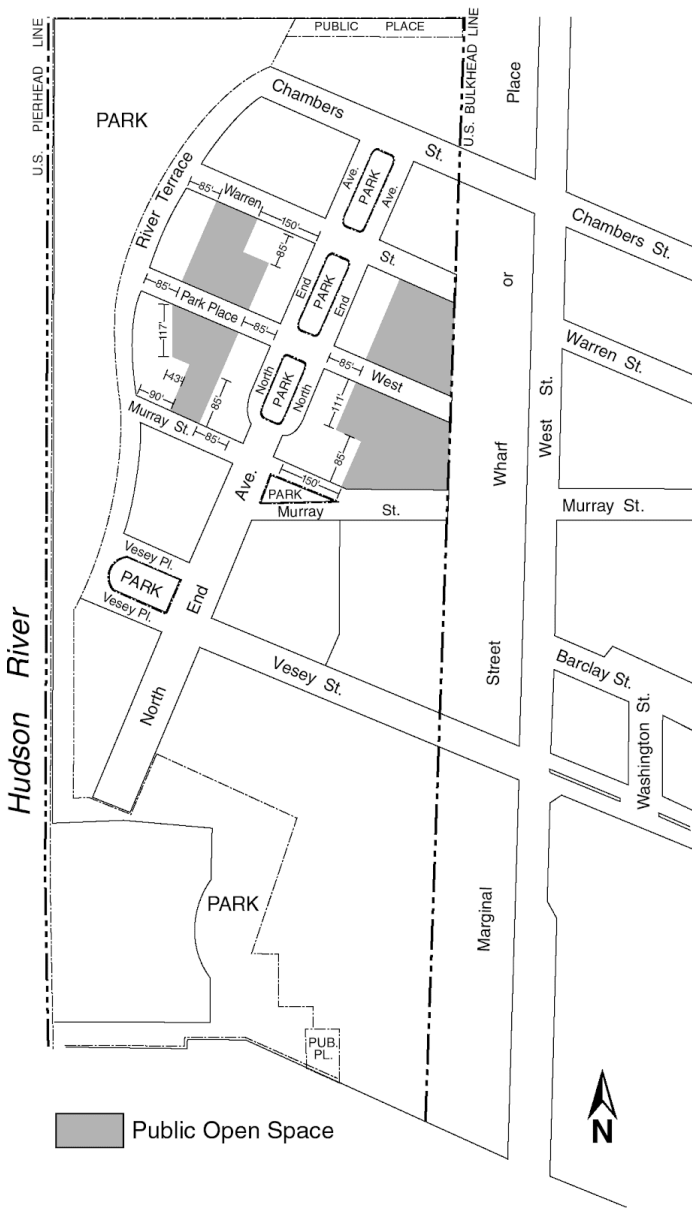 PUBLIC PLACE
U.S. PIERHEAD LINE
U.S. BULKHEAD LINE
PARK
Chambers St.
Place
River Terrace
Ave. PARK Ave.
85' Warren 150' St.
85'
Chambers St.
or
End PARK End
85' Park Place 85'
117'
Warren St.
85' West St.
North PARK North
43'
90'
85'
111'
Murray St. 85'
85'
150'
PARK
Ave.
Murray St.
Wharf
West St.
Murray St.
Vesey Pl.
PARK
Vesey Pl.
End
Hudson River
Vesey St.
Street
Barclay St.
North
Washington St.
PARK
Marginal
PUB.
PL.
Public Open Space
N